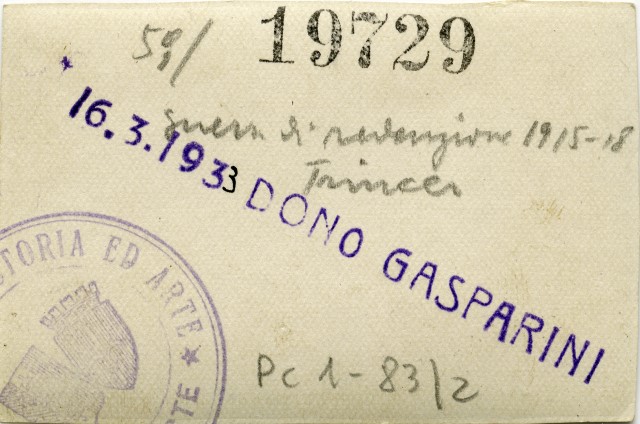 59/
19729
guerra di redenzione 1915-18
Trincea
16.3.1933 DONO GASPARINI
STORIA ED ARTE
Pc 1-83/2